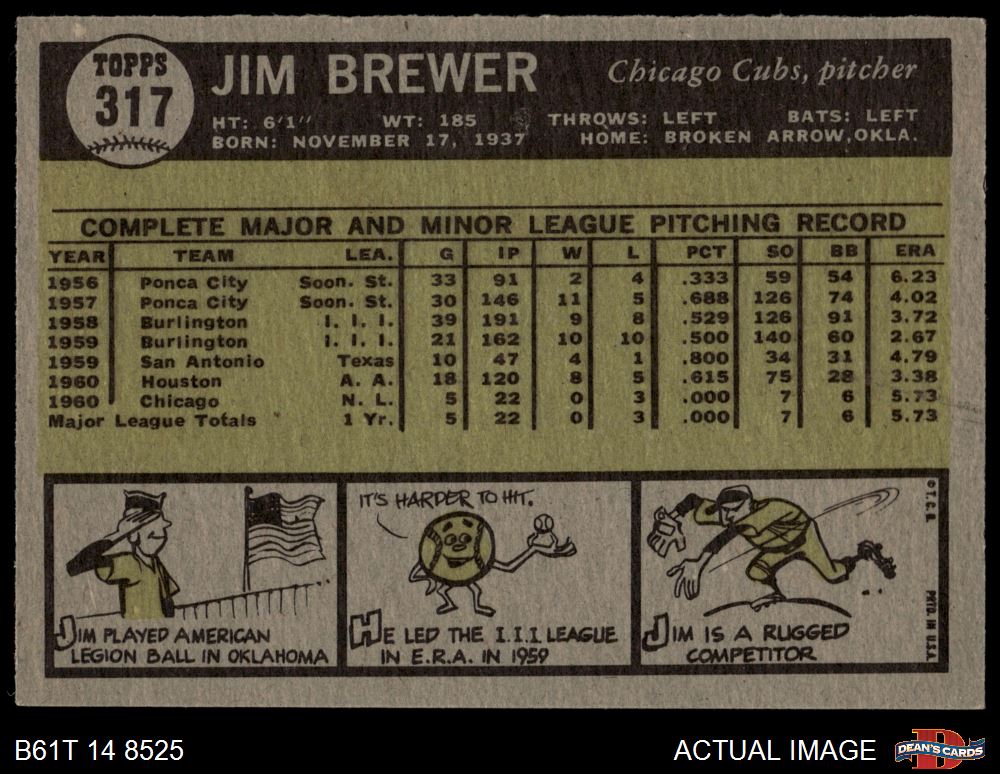 TOPPS
317
JIM BREWER
Chicago Cubs, pitcher
HT: 6'1" WT: 185 THROWS: LEFT BATS: LEFT
BORN: NOVEMBER 17, 1937 HOME: BROKEN ARROW, OKLA.
COMPLETE MAJOR AND MINOR LEAGUE PITCHING RECORD
YEAR TEAM LEA. G IP W L PCT SO BB ERA
1956 Ponca City Soon. St. 33 91 2 4 .333 59 54 6.23
1957 Ponca City Soon. St. 30 146 11 5 .688 126 74 4.02
1958 Burlington I. I. I. 39 191 9 8 .529 126 91 3.72
1959 Burlington I. I. I. 21 162 10 10 .500 140 60 2.67
1959 San Antonio Texas 10 47 4 1 .800 34 31 4.79
1960 Houston A. A. 18 120 8 5 .615 75 28 3.38
1960 Chicago N. L. 5 22 0 3 .000 7 6 5.73
Major League Totals 1 Yr. 5 22 0 3 .000 7 6 5.73
JIM PLAYED AMERICAN
LEGION BALL IN OKLAHOMA
IT'S HARDER TO HIT.
HE LED THE I.I.I LEAGUE
IN E.R.A. IN 1959
JIM IS A RUGGED
COMPETITOR
© T.C.G. PRTD. IN U.S.A.
B61T 14 8525
ACTUAL IMAGE
D
DEAN'S CARDS